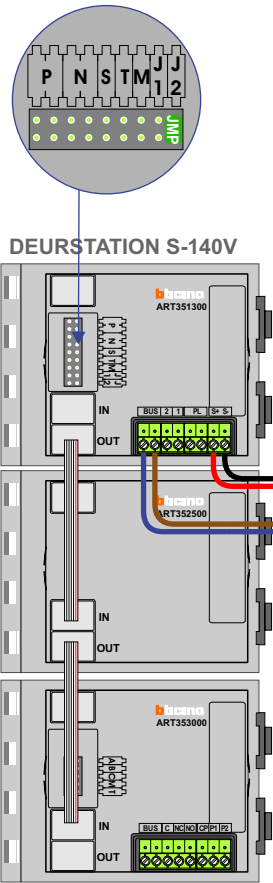 P N S T M J1 J2
JMP
DEURSTATION S-140V
bticino
ART351300
P N S T M J1 J2
IN
OUT
BUS 2 1 PL S+ S-
bticino
ART352500
IN
OUT
bticino
ART353000
A B C M T
IN
OUT
BUS C NC NO CP P1 P2